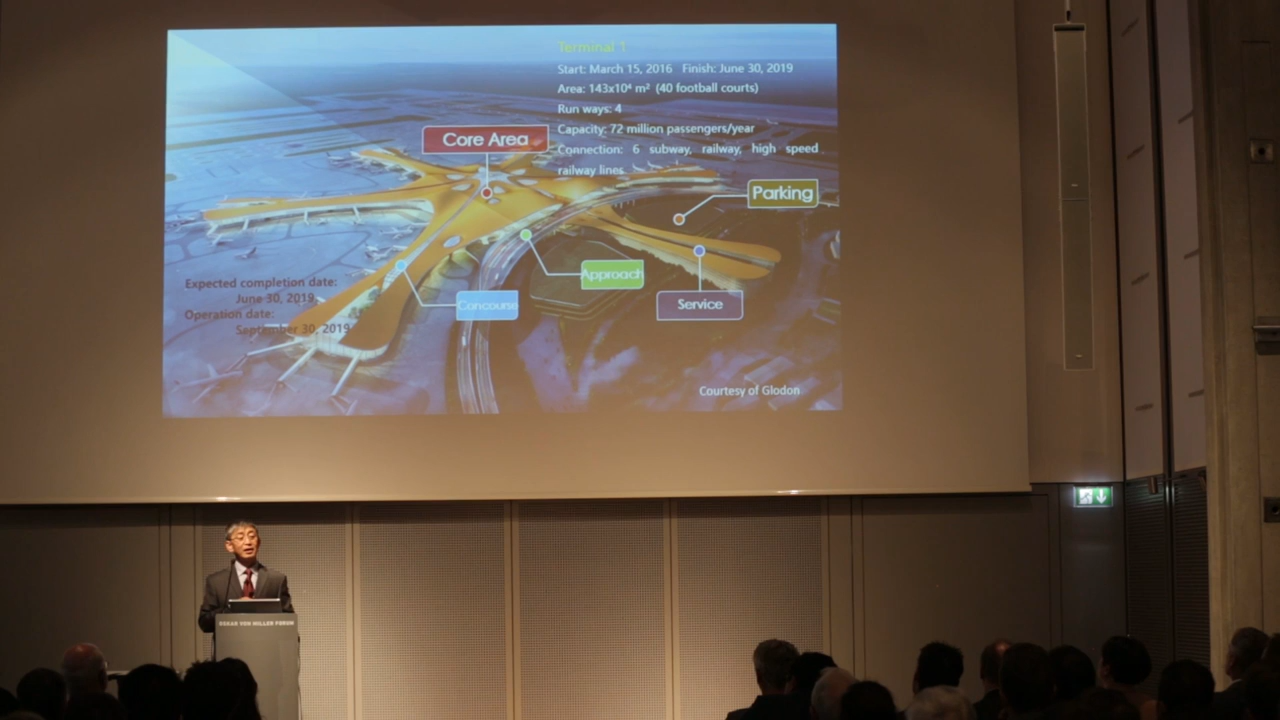 Terminal 1
Start: March 15, 2016 Finish: June 30, 2019
Area: 143x10⁴ m² (40 football courts)
Run ways: 4
Capacity: 72 million passengers/year
Connection: 6 subway, railway, high speed
railway lines
Core Area
Parking
Approach
Concourse
Service
Expected completion date:
June 30, 2019
Operation date:
September 30, 2019
Courtesy of Glodon
OSKAR VON MILLER FORUM